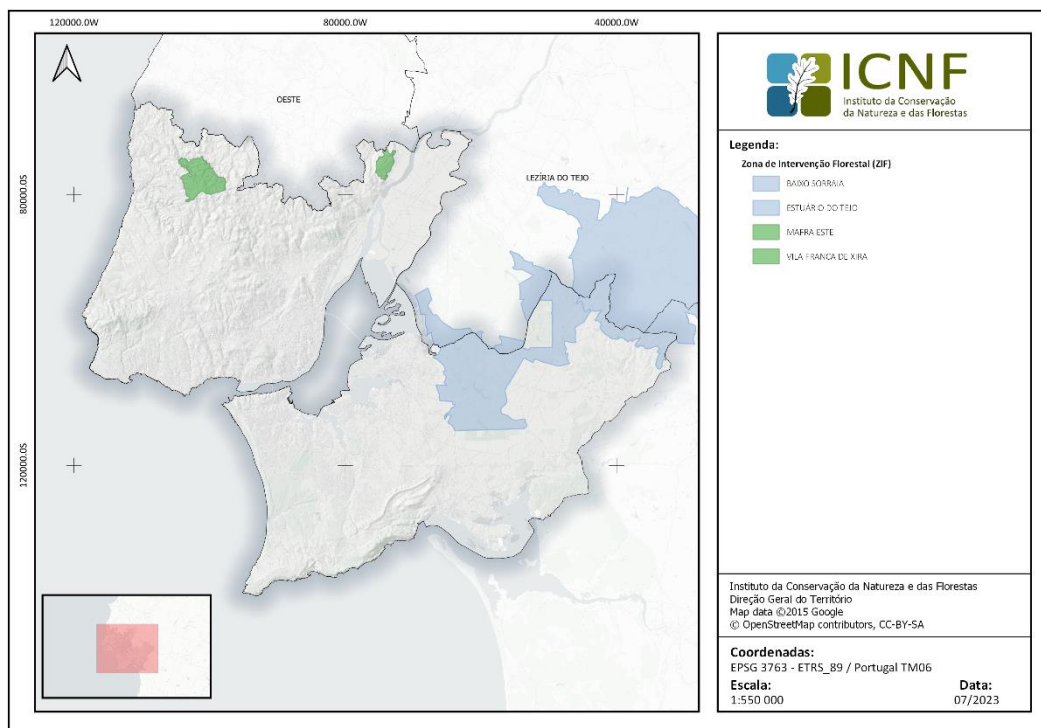 120000.0W
80000.0W
40000.0W
80000.0S
120000.0S
OESTE
LEZÍRIA DO TEJO
ICNF
Instituto da Conservação
da Natureza e das Florestas
Legenda:
Zona de Intervenção Florestal (ZIF)
BAIXO SORRAIA
ESTUÁRIO DO TEJO
MAFRA ESTE
VILA FRANCA DE XIRA
Instituto da Conservação da Natureza e das Florestas
Direção Geral do Território
Map data ©2015 Google
© OpenStreetMap contributors, CC-BY-SA
Coordenadas:
EPSG 3763 - ETRS_89 / Portugal TM06
Escala:
1:550 000
Data:
07/2023